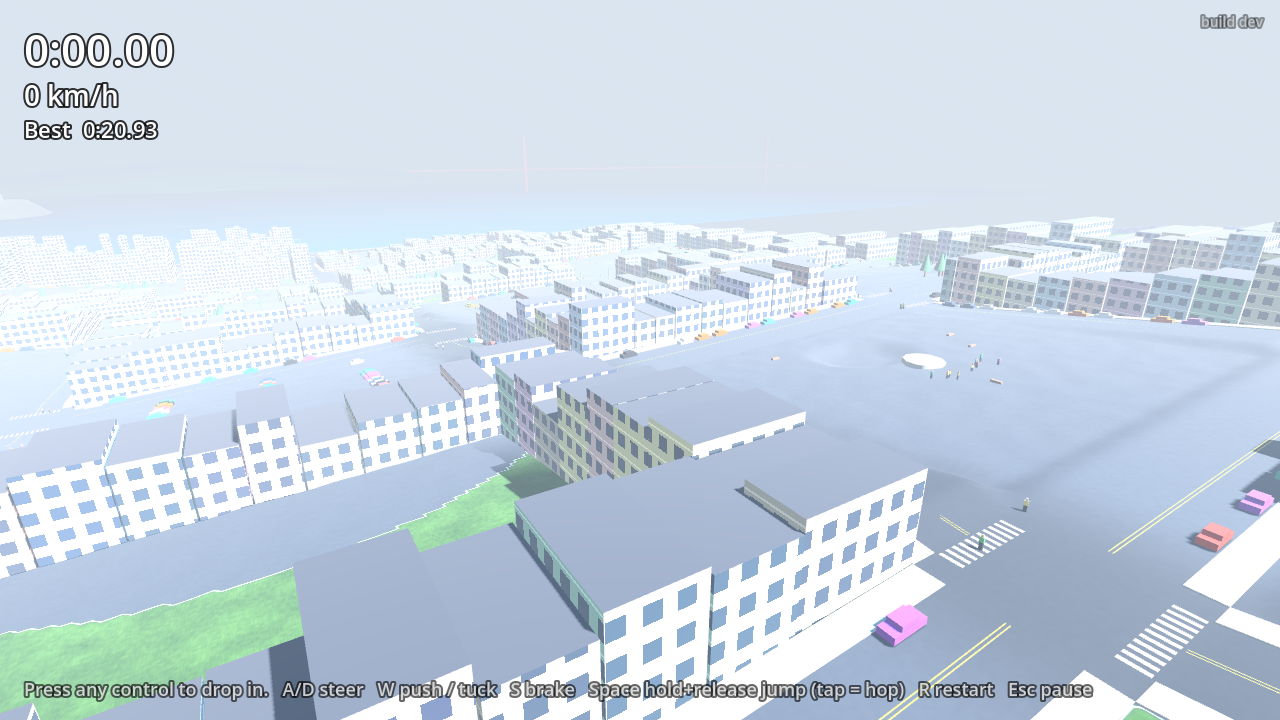 0:00.00
build dev
0 km/h
Best 0:20.93
Press any control to drop in. A/D steer W push / tuck S brake Space hold+release jump (tap = hop) R restart Esc pause